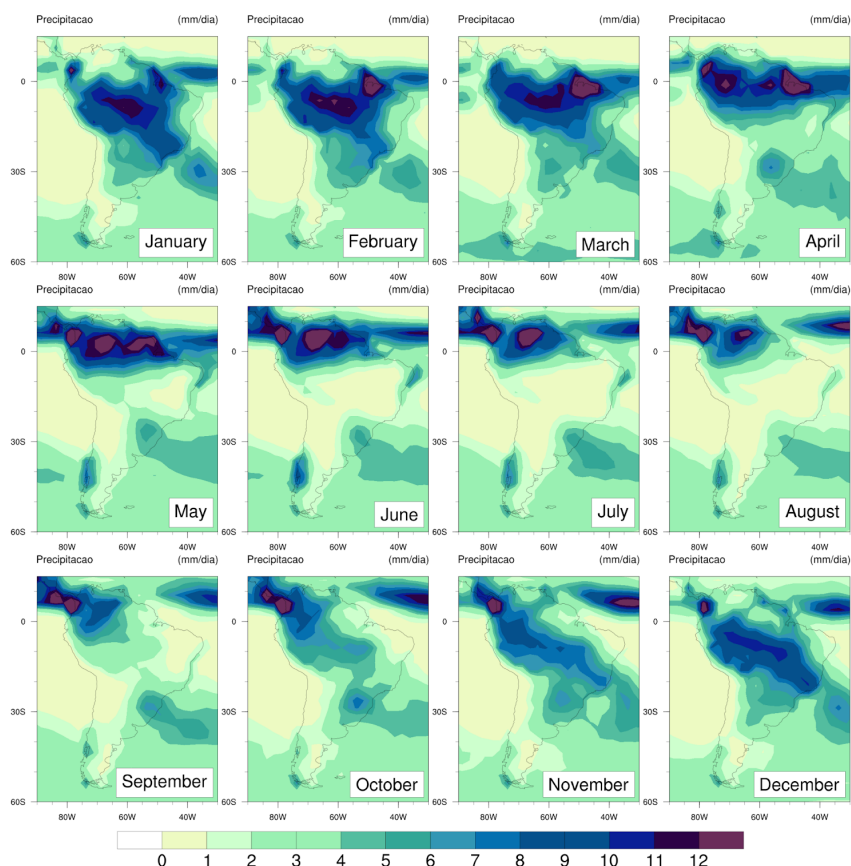 Precipitacao (mm/dia) Precipitacao (mm/dia) Precipitacao (mm/dia) Precipitacao (mm/dia)
0 0 0 0
30S 30S 30S 30S
January February March April
60S 60S 60S 60S
80W 60W 40W 80W 60W 40W 80W 60W 40W 80W 60W 40W
Precipitacao (mm/dia) Precipitacao (mm/dia) Precipitacao (mm/dia) Precipitacao (mm/dia)
0 0 0 0
30S 30S 30S 30S
May June July August
60S 60S 60S 60S
80W 60W 40W 80W 60W 40W 80W 60W 40W 80W 60W 40W
Precipitacao (mm/dia) Precipitacao (mm/dia) Precipitacao (mm/dia) Precipitacao (mm/dia)
0 0 0 0
30S 30S 30S 30S
September October November December
60S 60S 60S 60S
80W 60W 40W 80W 60W 40W 80W 60W 40W 80W 60W 40W
0 1 2 3 4 5 6 7 8 9 10 11 12